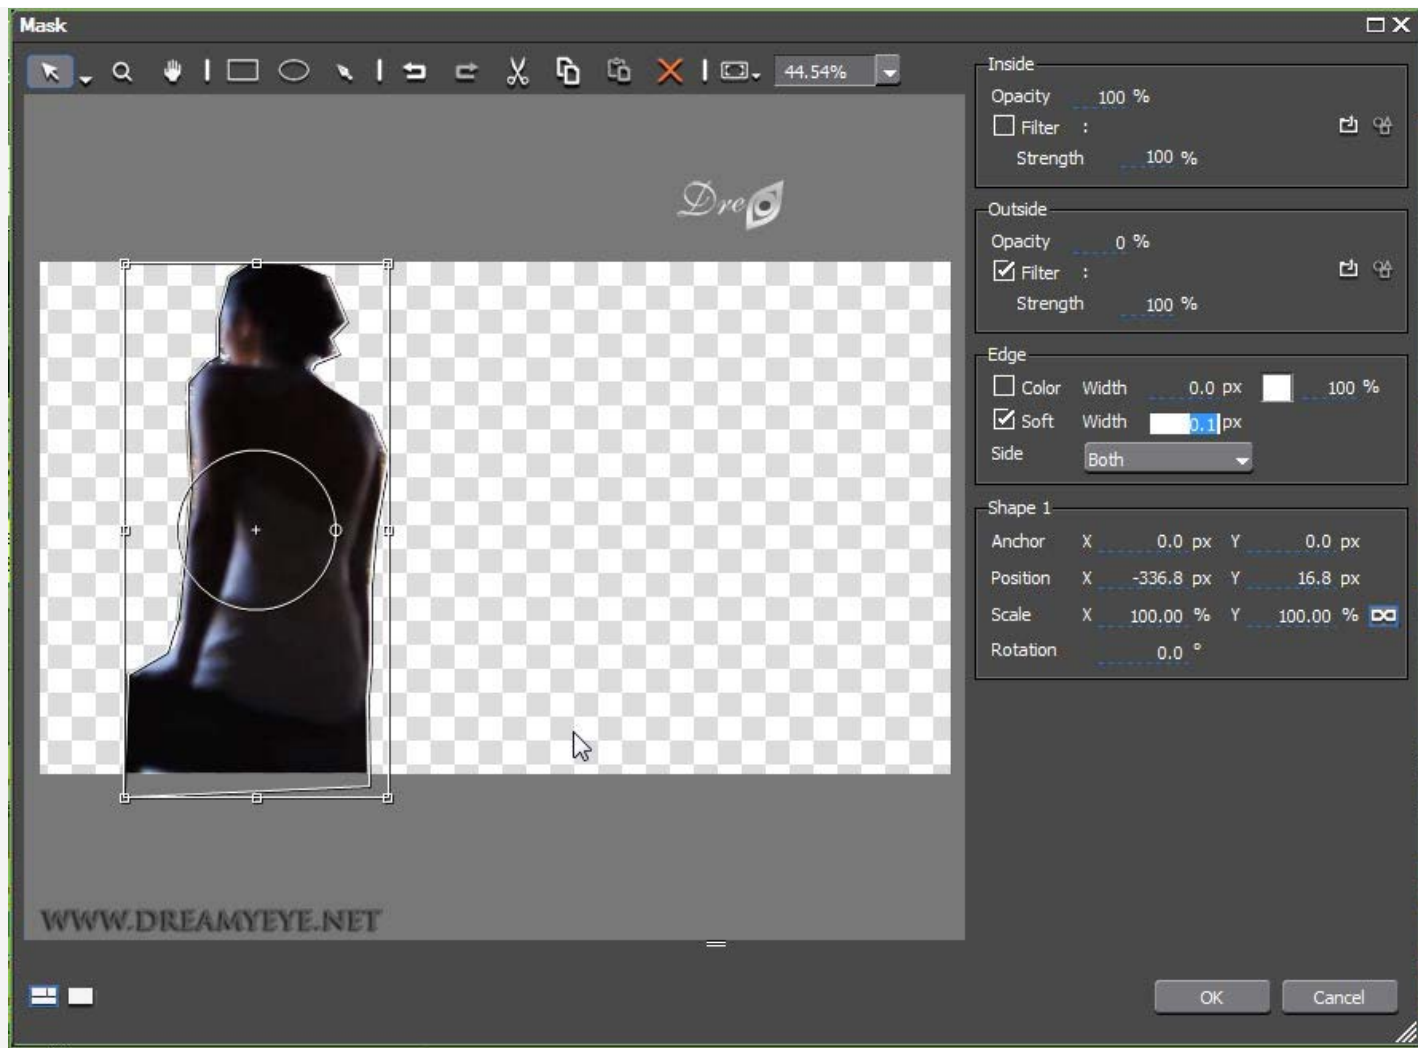 Mask
44.54%
Inside
Opacity 100 %
Filter :
Strength 100 %
Dre
Outside
Opacity 0 %
Filter :
Strength 100 %
Edge
Color Width 0.0 px 100 %
Soft Width 0.1 px
Side Both
Shape 1
Anchor X 0.0 px Y 0.0 px
Position X -336.8 px Y 16.8 px
Scale X 100.00 % Y 100.00 %
Rotation 0.0 °
WWW.DREAMYEYE.NET
OK Cancel